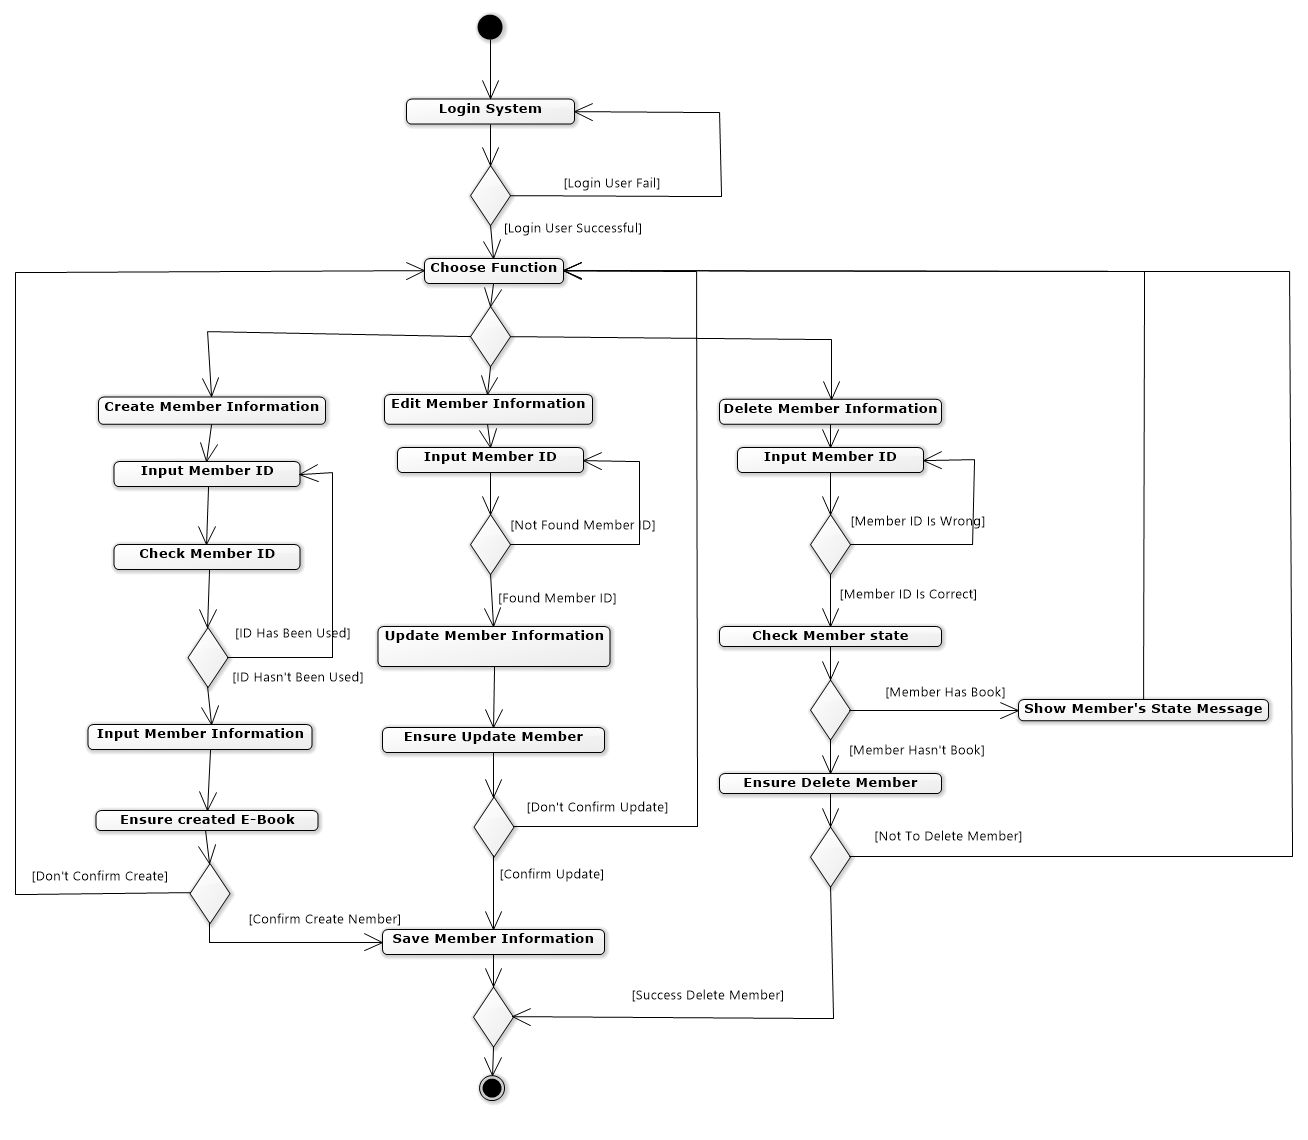 Login System
[Login User Fail]
[Login User Successful]
Choose Function
Create Member Information
Edit Member Information
Delete Member Information
Input Member ID
Input Member ID
Input Member ID
[Not Found Member ID]
[Member ID Is Wrong]
Check Member ID
[Found Member ID]
[Member ID Is Correct]
[ID Has Been Used]
Update Member Information
Check Member state
[ID Hasn't Been Used]
[Member Has Book]
Show Member's State Message
Input Member Information
Ensure Update Member
[Member Hasn't Book]
Ensure Delete Member
Ensure created E-Book
[Don't Confirm Update]
[Not To Delete Member]
[Don't Confirm Create]
[Confirm Update]
[Confirm Create Nember]
Save Member Information
[Success Delete Member]